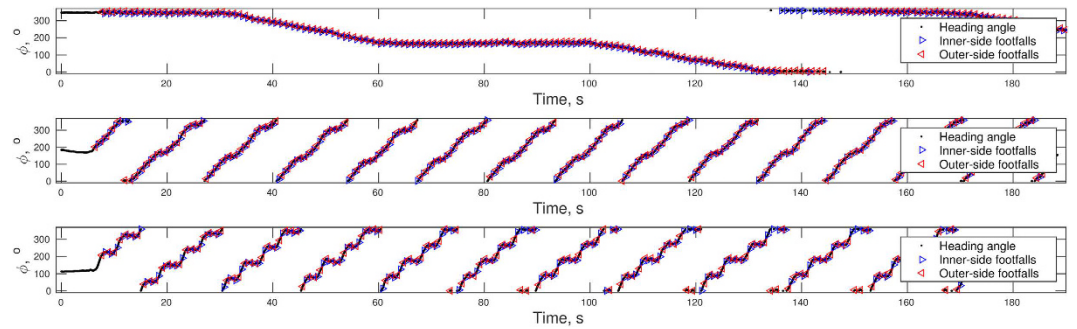 300
200
100
0
ϕ, °
0 20 40 60 80 100 120 140 160 180
Time, s
Heading angle
Inner-side footfalls
Outer-side footfalls
300
200
100
0
ϕ, °
0 20 40 60 80 100 120 140 160 180
Time, s
Heading angle
Inner-side footfalls
Outer-side footfalls
300
200
100
0
ϕ, °
0 20 40 60 80 100 120 140 160 180
Time, s
Heading angle
Inner-side footfalls
Outer-side footfalls